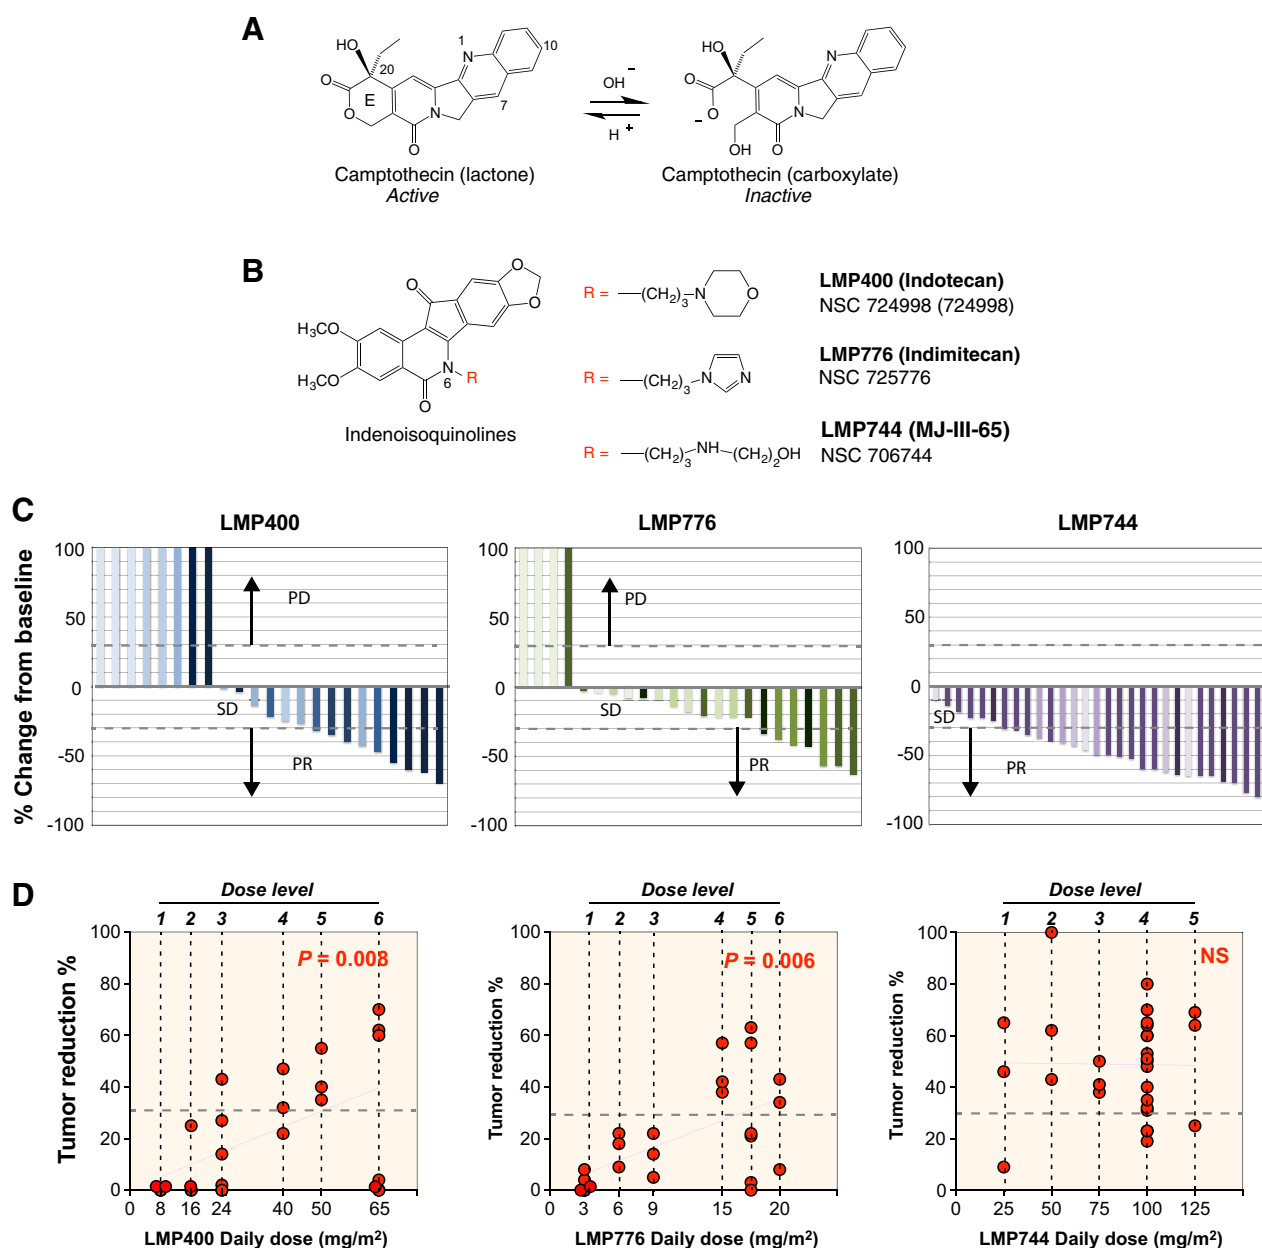 A
HO
N
1
10
20
O
E
7
O
N
O
OH−
H+
HO
N
O
O
−
N
OH
O
Camptothecin (lactone)
Active
Camptothecin (carboxylate)
Inactive
B
O
O
O
H3CO
H3CO
N
6
R
O
Indenoisoquinolines
R = (CH2)3 N O
LMP400 (Indotecan)
NSC 724998 (724998)
R = (CH2)3 N N
LMP776 (Indimitecan)
NSC 725776
R = (CH2)3 NH (CH2)2OH
LMP744 (MJ-III-65)
NSC 706744
C
LMP400
LMP776
LMP744
% Change from baseline
100
50
0
-50
-100
PD
SD
PR
100
50
0
-50
-100
PD
SD
PR
100
50
0
-50
-100
SD
PR
D
Dose level
1 2 3 4 5 6
P = 0.008
Tumor reduction %
100
80
60
40
20
0
0 8 16 24 40 50 65
LMP400 Daily dose (mg/m2)
Dose level
1 2 3 4 5 6
P = 0.006
Tumor reduction %
100
80
60
40
20
0
0 3 6 9 15 20
LMP776 Daily dose (mg/m2)
Dose level
1 2 3 4 5
NS
Tumor reduction %
100
80
60
40
20
0
0 25 50 75 100 125
LMP744 Daily dose (mg/m2)